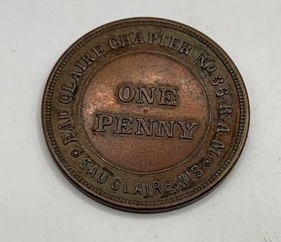 EAU CLAIRE CHAPTER No. 36. R.A.M.
ONE
PENNY
EAU CLAIRE. WIS